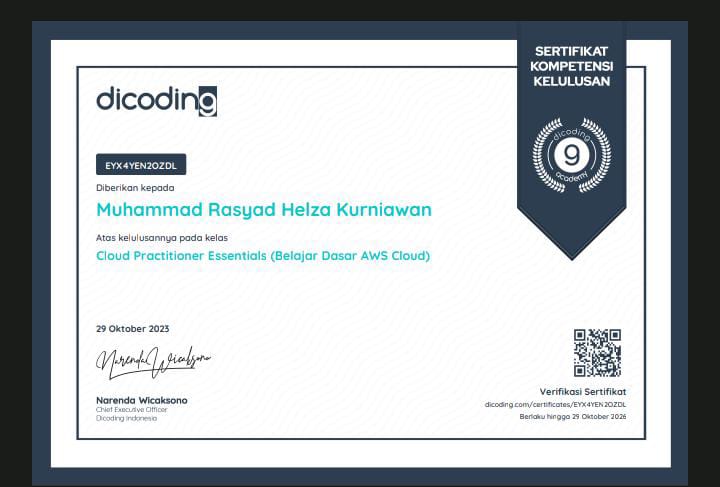 SERTIFIKAT
KOMPETENSI
KELULUSAN
dicoding
dicoding
academy
EYX4YEN2OZDL
Diberikan kepada
Muhammad Rasyad Helza Kurniawan
Atas kelulusannya pada kelas
Cloud Practitioner Essentials (Belajar Dasar AWS Cloud)
29 Oktober 2023
Narenda Wicaksono
Narenda Wicaksono
Chief Executive Officer
Dicoding Indonesia
Verifikasi Sertifikat
dicoding.com/certificates/EYX4YEN2OZDL
Berlaku hingga 29 Oktober 2026